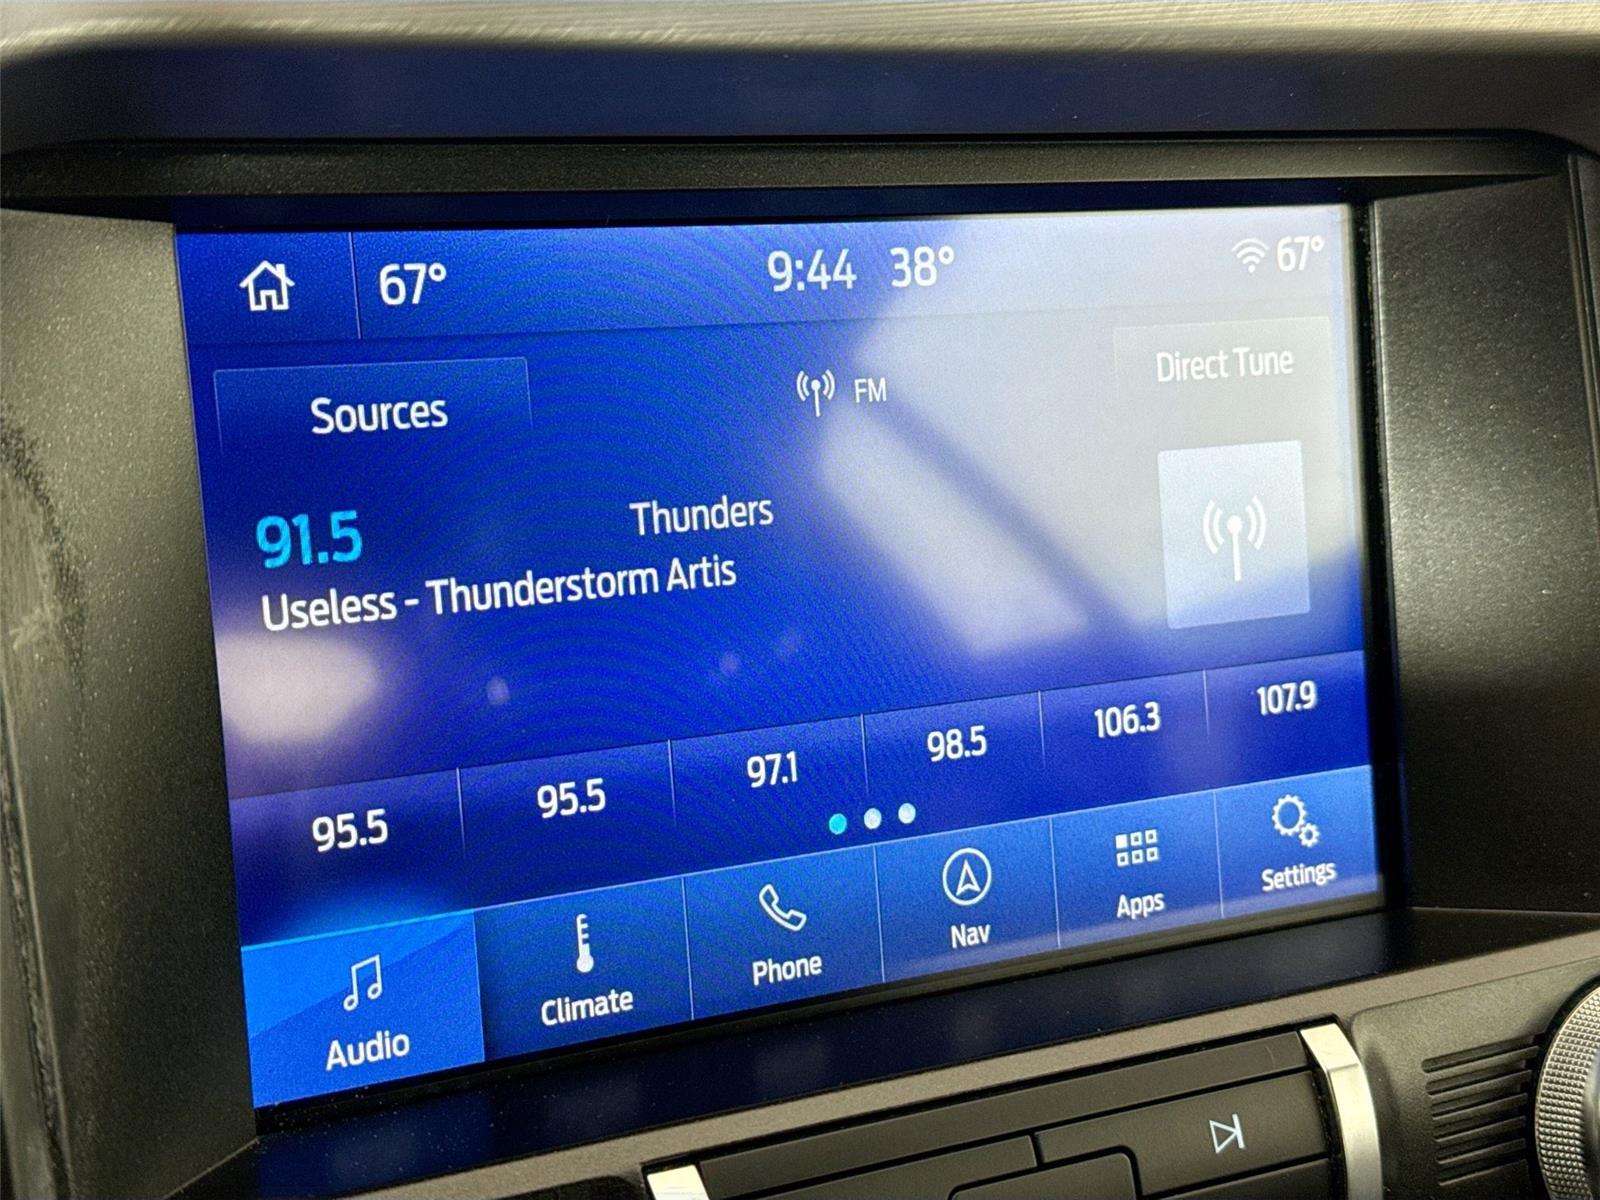 67° 9:44 38° 67°
Sources FM Direct Tune
91.5 Thunders
Useless - Thunderstorm Artis
95.5 95.5 97.1 98.5 106.3 107.9
Audio Climate Phone Nav Apps Settings